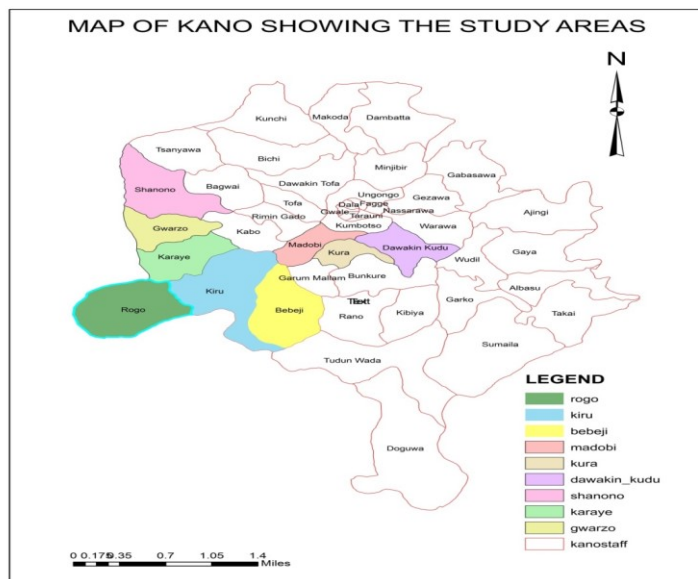 MAP OF KANO SHOWING THE STUDY AREAS
N
Kunchi
Makoda
Dambatta
Tsanyawa
Bichi
Minjibir
Gabasawa
Shanono
Bagwai
Dawakin Tofa
Ungongo
Gezawa
Tofa
Dala
Fagge
Ajingi
Gwale
Nassarawa
Tarauni
Rimin Gado
Gwarzo
Kabo
Kumbotso
Warawa
Madobi
Dawakin Kudu
Gaya
Karaye
Kura
Wudil
Garum Mallam
Bunkure
Kiru
Albasu
Rogo
Bebeji
Garko
Takai
Rano
Kibiya
Sumaila
Tudun Wada
Doguwa
LEGEND
rogo
kiru
bebeji
madobi
kura
dawakin_kudu
shanono
karaye
gwarzo
kanostaff
0 0.175 0.35 0.7 1.05 1.4
Miles